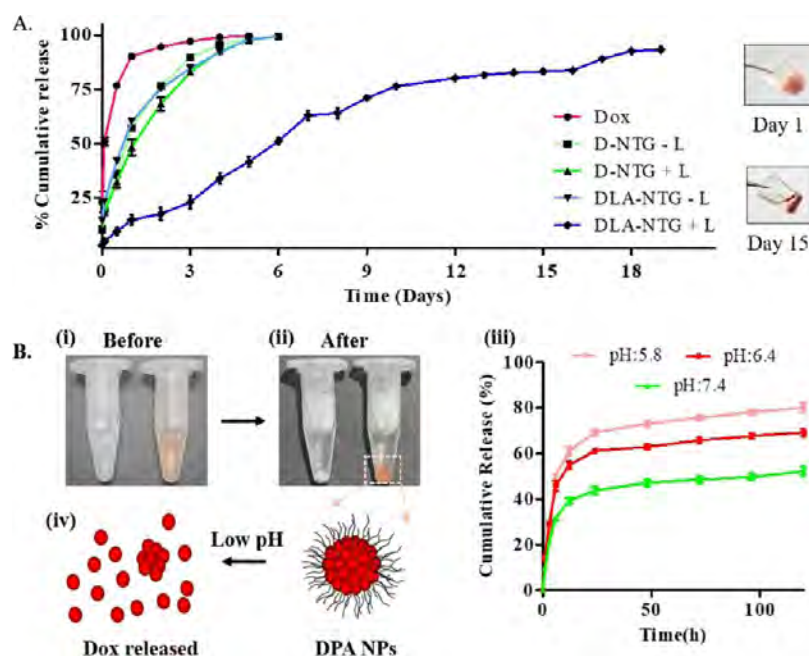 A.
% Cumulative release
100
75
50
25
0
3
6
9
12
15
18
Time (Days)
Dox
D-NTG - L
D-NTG + L
DLA-NTG - L
DLA-NTG + L
Day 1
Day 15
B.
(i) Before
(ii) After
(iv)
Low pH
Dox released
DPA NPs
(iii)
pH:5.8
pH:6.4
pH:7.4
Cumulative Release (%)
100
80
60
40
20
0
0
50
100
Time(h)